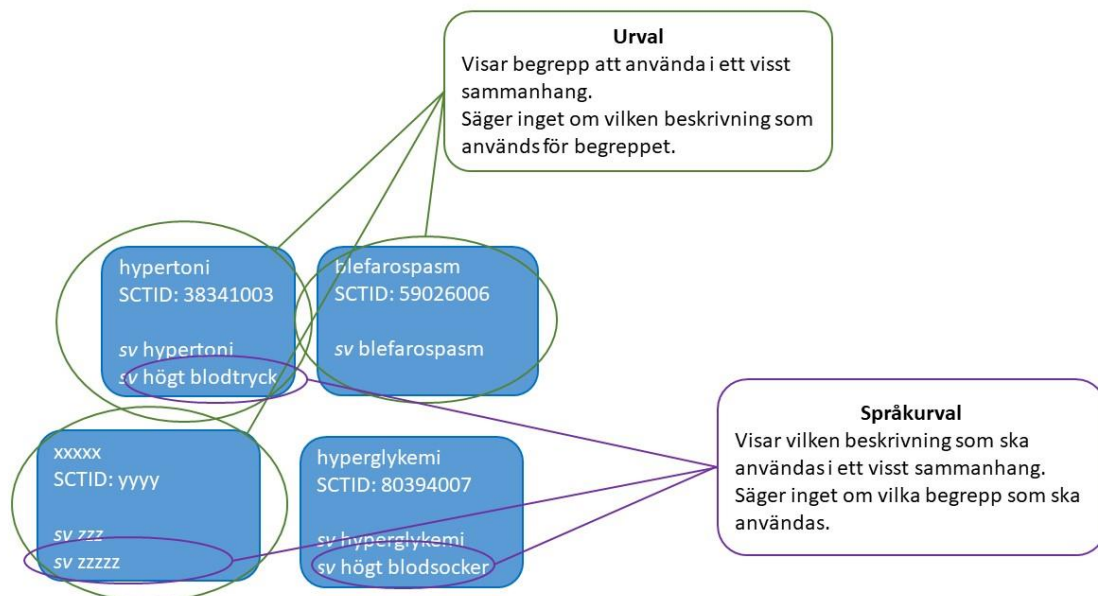 Urval
Visar begrepp att använda i ett visst
sammanhang.
Säger inget om vilken beskrivning som
används för begreppet.
hypertoni
SCTID: 38341003
sv hypertoni
sv högt blodtryck
blefarospasm
SCTID: 59026006
sv blefarospasm
xxxxx
SCTID: yyyy
sv zzz
sv zzzzz
hyperglykemi
SCTID: 80394007
sv hyperglykemi
sv högt blodsocker
Språkurval
Visar vilken beskrivning som ska
användas i ett visst sammanhang.
Säger inget om vilka begrepp som ska
användas.